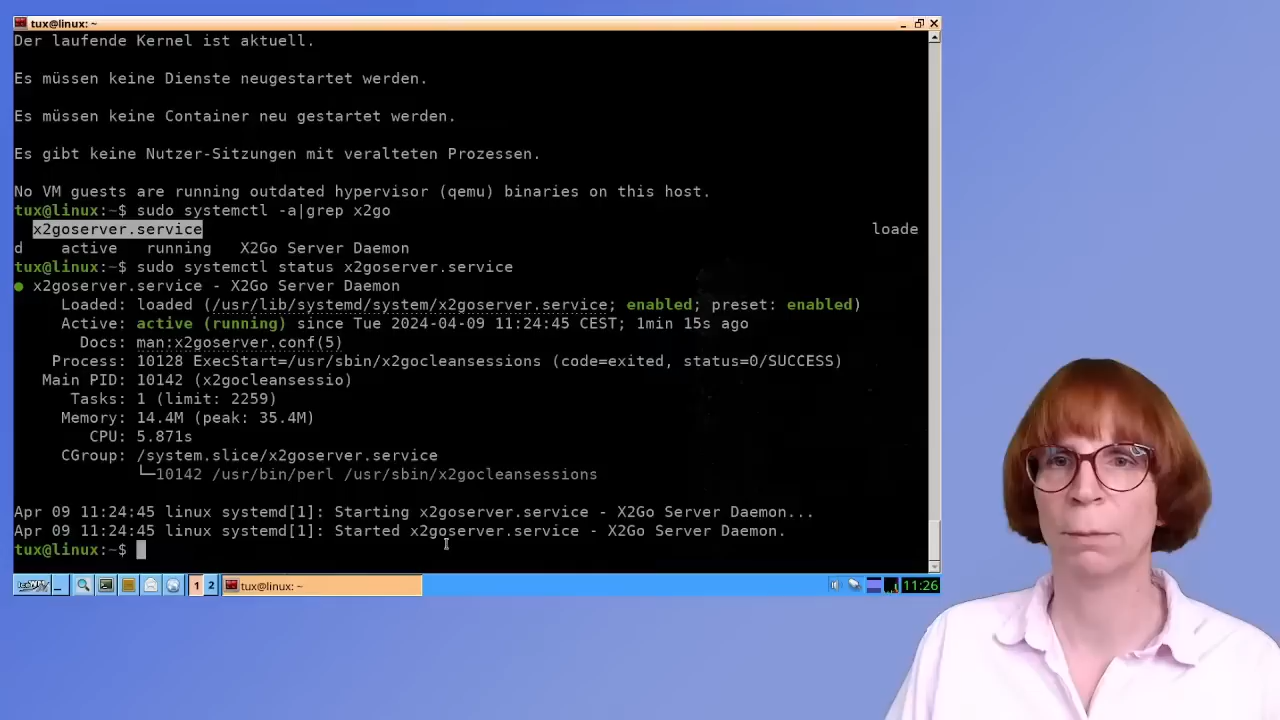 tux@linux: ~
Der laufende Kernel ist aktuell.
Es müssen keine Dienste neugestartet werden.
Es müssen keine Container neu gestartet werden.
Es gibt keine Nutzer-Sitzungen mit veralteten Prozessen.
No VM guests are running outdated hypervisor (qemu) binaries on this host.
tux@linux:~$ sudo systemctl -a|grep x2go
x2goserver.service loade
d active running X2Go Server Daemon
tux@linux:~$ sudo systemctl status x2goserver.service
● x2goserver.service - X2Go Server Daemon
Loaded: loaded (/usr/lib/systemd/system/x2goserver.service; enabled; preset: enabled)
Active: active (running) since Tue 2024-04-09 11:24:45 CEST; 1min 15s ago
Docs: man:x2goserver.conf(5)
Process: 10128 ExecStart=/usr/sbin/x2gocleansessions (code=exited, status=0/SUCCESS)
Main PID: 10142 (x2gocleansessio)
Tasks: 1 (limit: 2259)
Memory: 14.4M (peak: 35.4M)
CPU: 5.871s
CGroup: /system.slice/x2goserver.service
└─10142 /usr/bin/perl /usr/sbin/x2gocleansessions
Apr 09 11:24:45 linux systemd[1]: Starting x2goserver.service - X2Go Server Daemon...
Apr 09 11:24:45 linux systemd[1]: Started x2goserver.service - X2Go Server Daemon.
tux@linux:~$
1 2 tux@linux: ~ 11:26